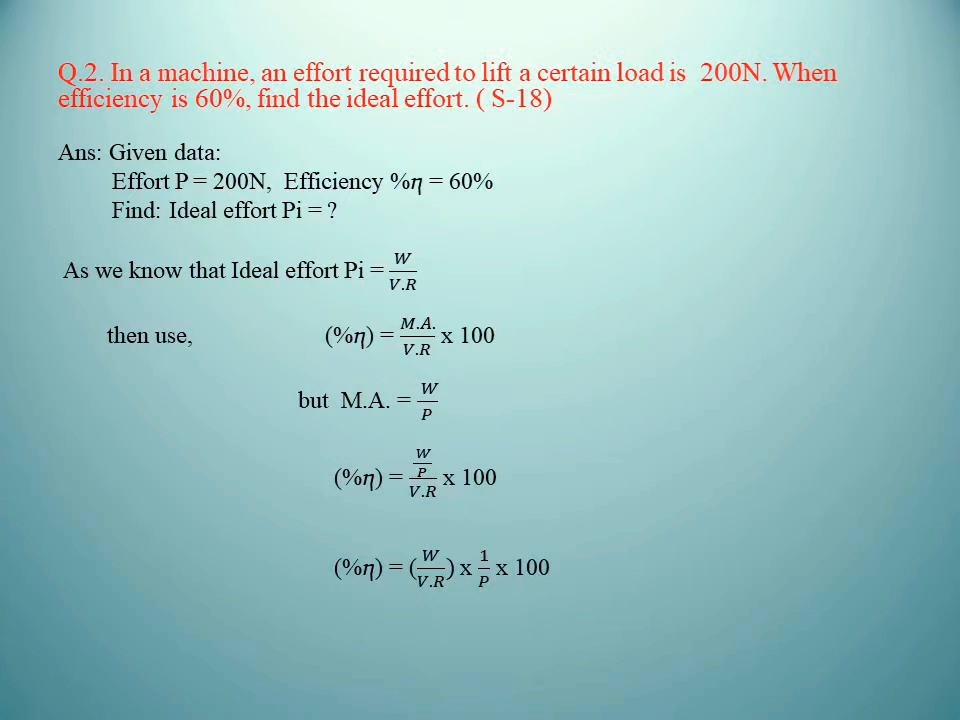 Q.2. In a machine, an effort required to lift a certain load is 200N. When
efficiency is 60%, find the ideal effort. ( S-18)
Ans: Given data:
Effort P = 200N, Efficiency %η = 60%
Find: Ideal effort Pi = ?
As we know that Ideal effort Pi = W/V.R
then use, (%η) = M.A./V.R x 100
but M.A. = W/P
(%η) = (W/P)/V.R x 100
(%η) = (W/V.R) x 1/P x 100